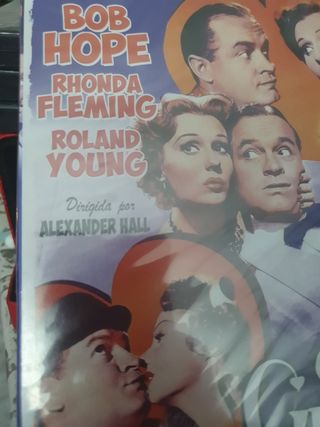 BOB
HOPE
RHONDA
FLEMING
ROLAND
YOUNG
Dirigida por
ALEXANDER HALL